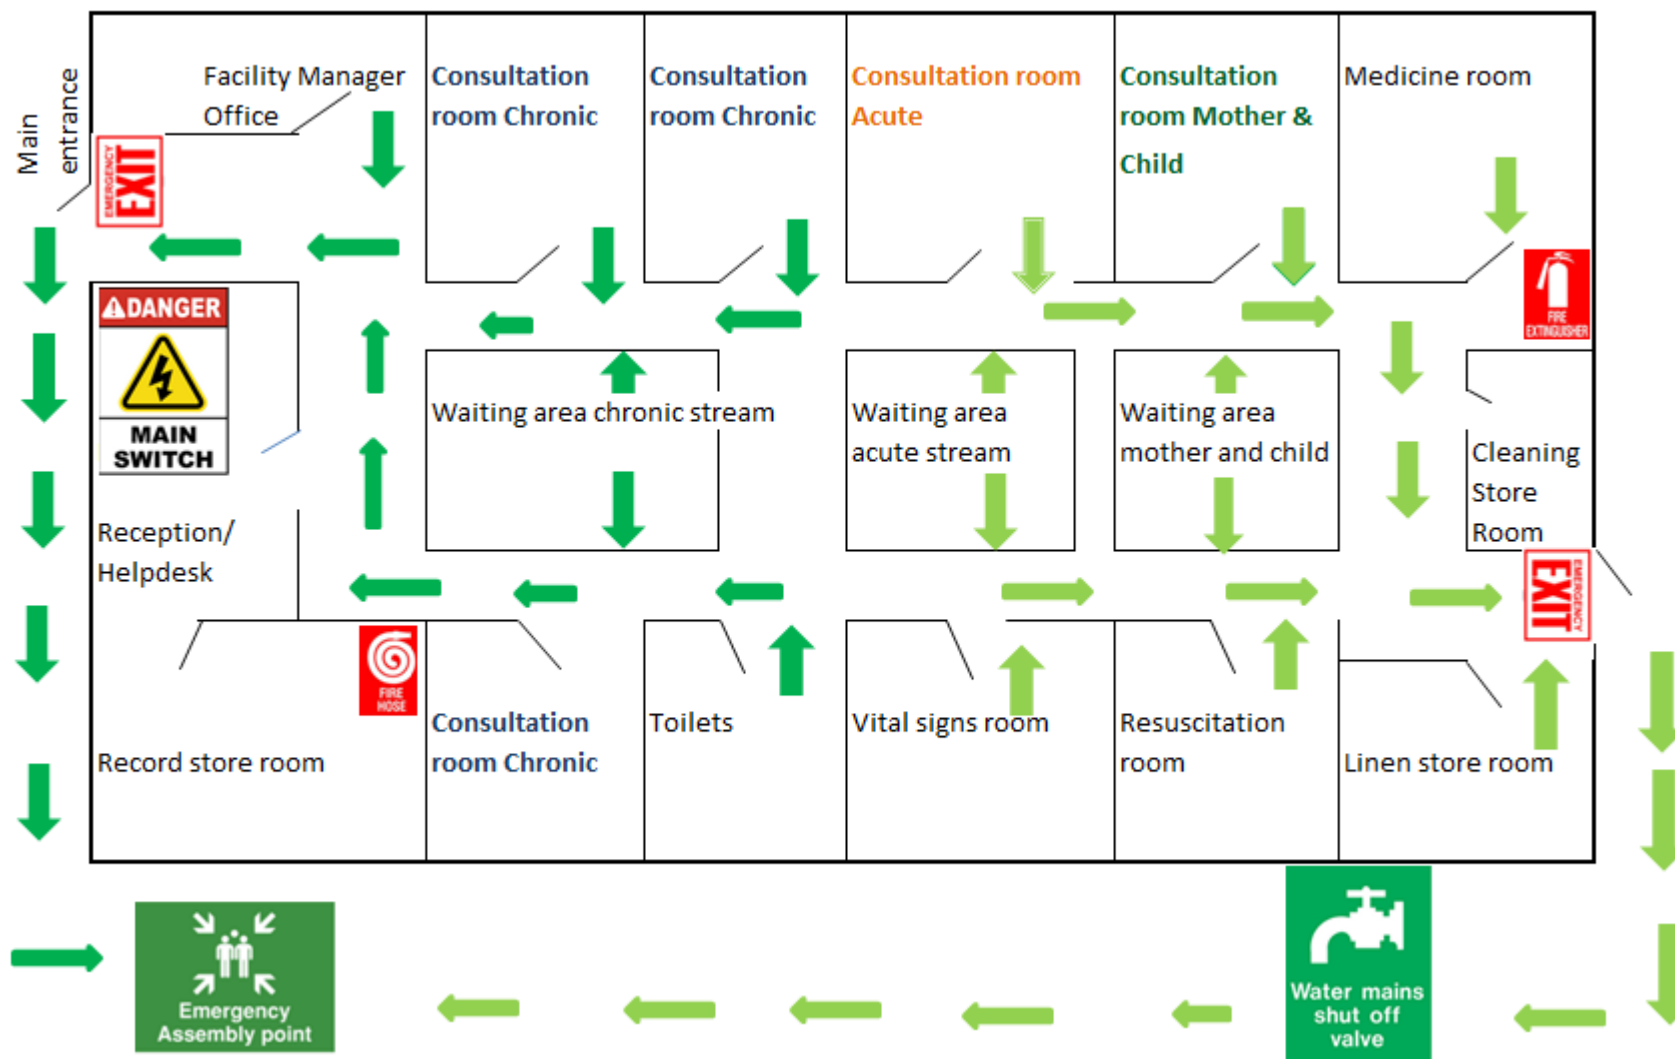 Main
entrance
Facility Manager
Office
Consultation
room Chronic
Consultation
room Chronic
Consultation room
Acute
Consultation
room Mother &
Child
Medicine room
EMERGENCY
EXIT
DANGER
MAIN
SWITCH
FIRE
EXTINGUISHER
Waiting area chronic stream
Waiting area
acute stream
Waiting area
mother and child
Cleaning
Store
Room
Reception/
Helpdesk
EMERGENCY
EXIT
FIRE
HOSE
Record store room
Consultation
room Chronic
Toilets
Vital signs room
Resuscitation
room
Linen store room
Emergency
Assembly point
Water mains
shut off
valve